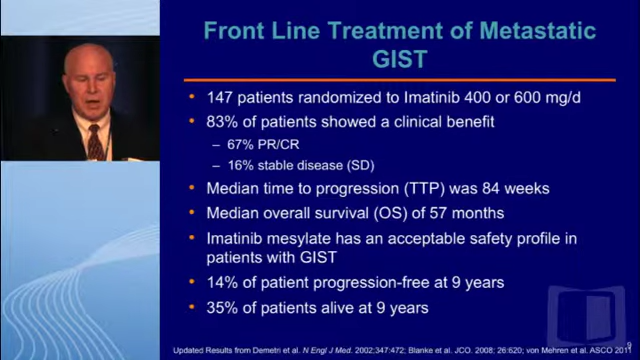 Front Line Treatment of Metastatic
GIST
• 147 patients randomized to Imatinib 400 or 600 mg/d
• 83% of patients showed a clinical benefit
– 67% PR/CR
– 16% stable disease (SD)
• Median time to progression (TTP) was 84 weeks
• Median overall survival (OS) of 57 months
• Imatinib mesylate has an acceptable safety profile in
patients with GIST
• 14% of patient progression-free at 9 years
• 35% of patients alive at 9 years
9
Updated Results from Demetri et al. N Engl J Med. 2002;347:472; Blanke et al. JCO. 2008: 26:620; von Mehren et al. ASCO 2011